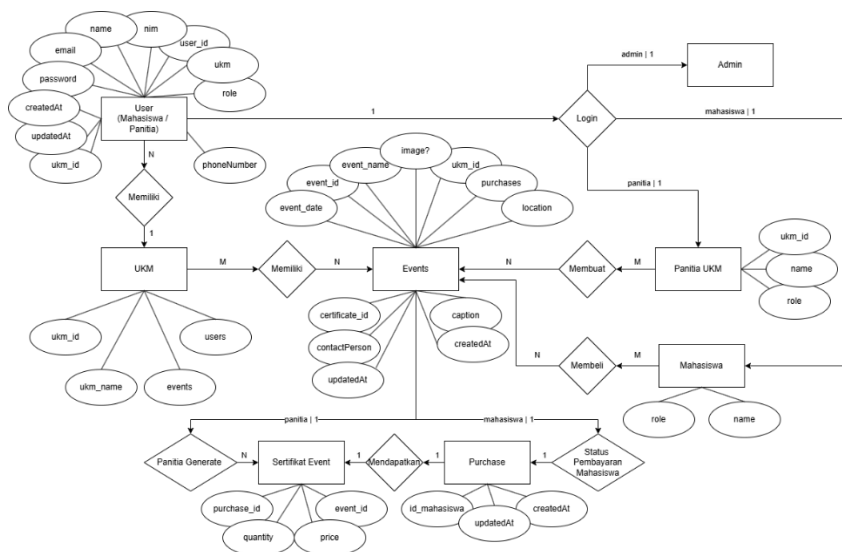 name
nim
email
user_id
password
ukm
createdAt
role
User
(Mahasiswa /
Panitia)
updatedAt
ukm_id
phoneNumber
1
admin | 1
Admin
Login
mahasiswa | 1
panitia | 1
N
Memiliki
1
image?
event_name
ukm_id
event_id
purchases
event_date
location
UKM
M
Memiliki
N
Events
N
Membuat
M
Panitia UKM
ukm_id
name
role
ukm_id
users
ukm_name
events
certificate_id
caption
contactPerson
createdAt
updatedAt
N
Membeli
M
Mahasiswa
role
name
panitia | 1
mahasiswa | 1
Panitia Generate
N
Sertifikat Event
1
Mendapatkan
1
Purchase
1
Status
Pembayaran
Mahasiswa
purchase_id
event_id
quantity
price
id_mahasiswa
createdAt
updatedAt